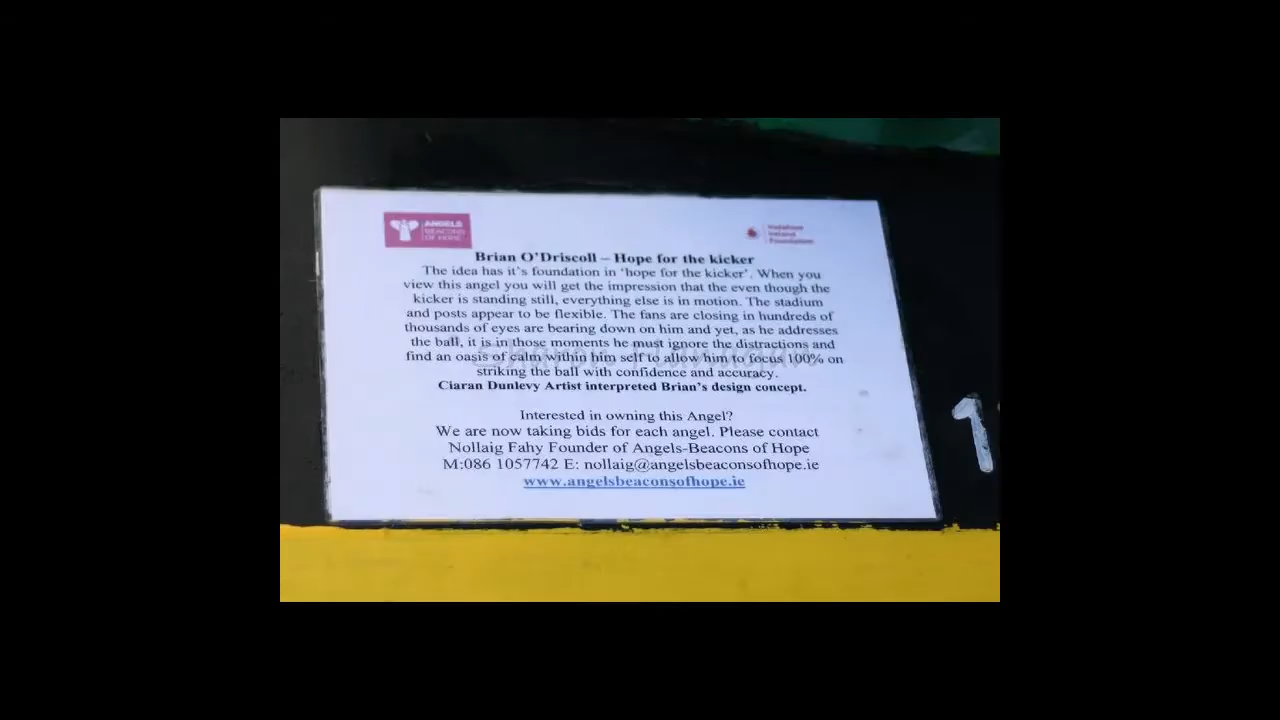 ANGELS
BEACONS
OF HOPE
Vodafone
Ireland
Foundation
Brian O'Driscoll – Hope for the kicker
The idea has it's foundation in 'hope for the kicker'. When you
view this angel you will get the impression that the even though the
kicker is standing still, everything else is in motion. The stadium
and posts appear to be flexible. The fans are closing in hundreds of
thousands of eyes are bearing down on him and yet, as he addresses
the ball, it is in those moments he must ignore the distractions and
find an oasis of calm within him self to allow him to focus 100% on
striking the ball with confidence and accuracy.
Ciaran Dunlevy Artist interpreted Brian's design concept.
Interested in owning this Angel?
We are now taking bids for each angel. Please contact
Nollaig Fahy Founder of Angels-Beacons of Hope
M:086 1057742 E: nollaig@angelsbeaconsofhope.ie
www.angelsbeaconsofhope.ie
1